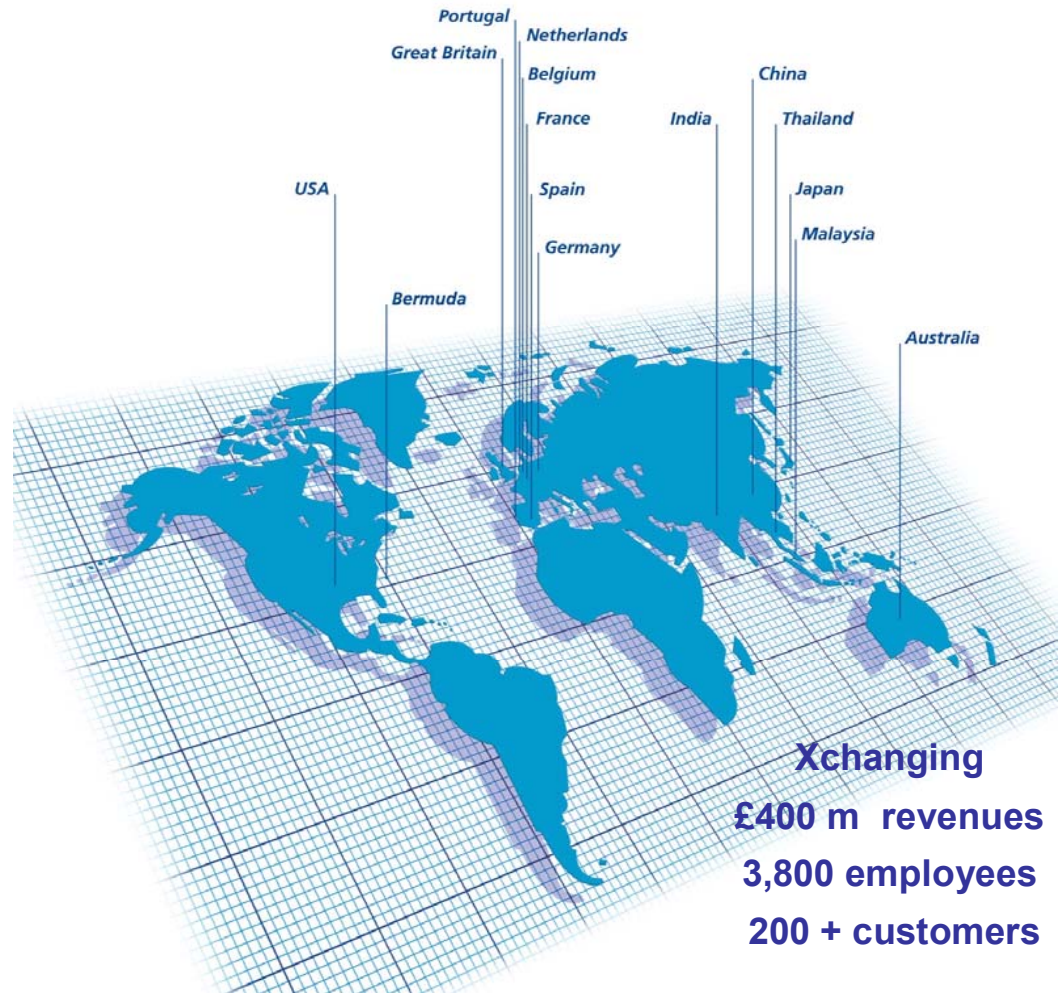 Portugal
Netherlands
Great Britain
Belgium
China
France
India
Thailand
USA
Spain
Japan
Malaysia
Germany
Bermuda
Australia
Xchanging
£400 m revenues
3,800 employees
200 + customers